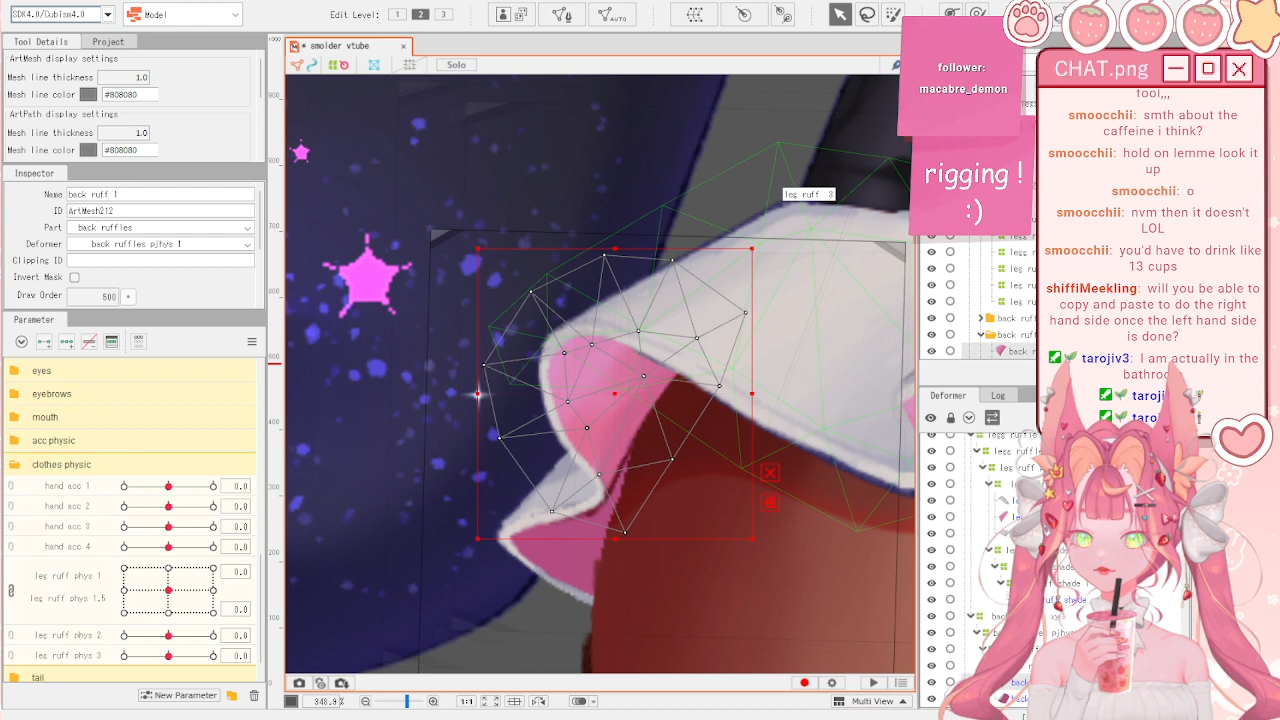 SDK4.0/Cubism4.0
Model
Edit Level: 1 2 3
AUTO
Tool Details
Project
ArtMesh display settings
Mesh line thickness 1.0
Mesh line color #808080
ArtPath display settings
Mesh line thickness 1.0
Mesh line color #808080
Inspector
Name back ruff 1
ID ArtMesh212
Part back ruffles
Deformer back ruffles pjhys 1
Clipping ID
Invert Mask
Draw Order 500
Parameter
eyes
eyebrows
mouth
acc physic
clothes physic
hand acc 1 0.0
hand acc 2 0.0
hand acc 3 0.0
hand acc 4 0.0
leg ruff phys 1 0.0
leg ruff phys 1.5 0.0
leg ruff phys 2 0.0
leg ruff phys 3 0.0
tail
New Parameter
* smolder vtube
Solo
leg ruff 3
1:1
Multi View
follower:
macabre_demon
rigging !
:)
Deformer
Log
CHAT.png
fool,,,
smoocchii: smth about the
caffeine i think?
smoocchii: hold on lemme look it
up
smoocchii: o
smoocchii: nvm then it doesn't
LOL
smoocchii: you'd have to drink like
13 cups
shiffiMeekling: will you be able to
copy and paste to do the right
hand side once the left hand side
is done?
tarojiv3: I am actually in the
bathroo